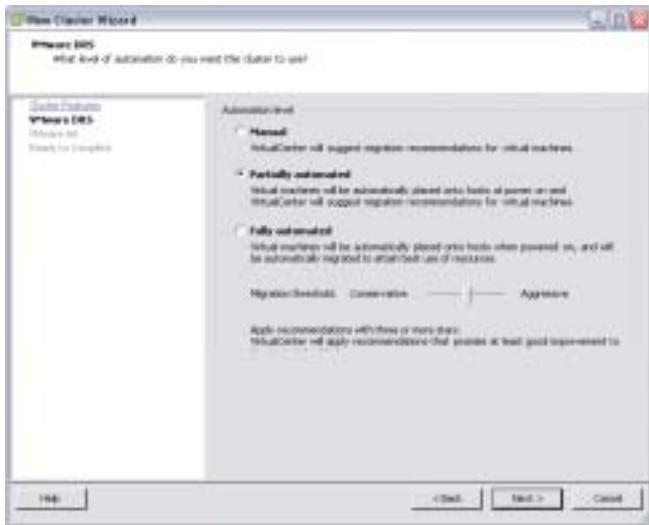 New Cluster Wizard
VMware DRS
What level of automation do you want the cluster to use?
Cluster Features
VMware DRS
VMware HA
Ready to Complete
Automation level
Manual
VirtualCenter will suggest migration recommendations for virtual machines.
Partially automated
Virtual machines will be automatically placed onto hosts at power on and
VirtualCenter will suggest migration recommendations for virtual machines.
Fully automated
Virtual machines will be automatically placed onto hosts when powered on, and will
be automatically migrated to attain best use of resources.
Migration threshold: Conservative Aggressive
Apply recommendations with three or more stars.
VirtualCenter will apply recommendations that promise at least good improvement to
Help < Back Next > Cancel